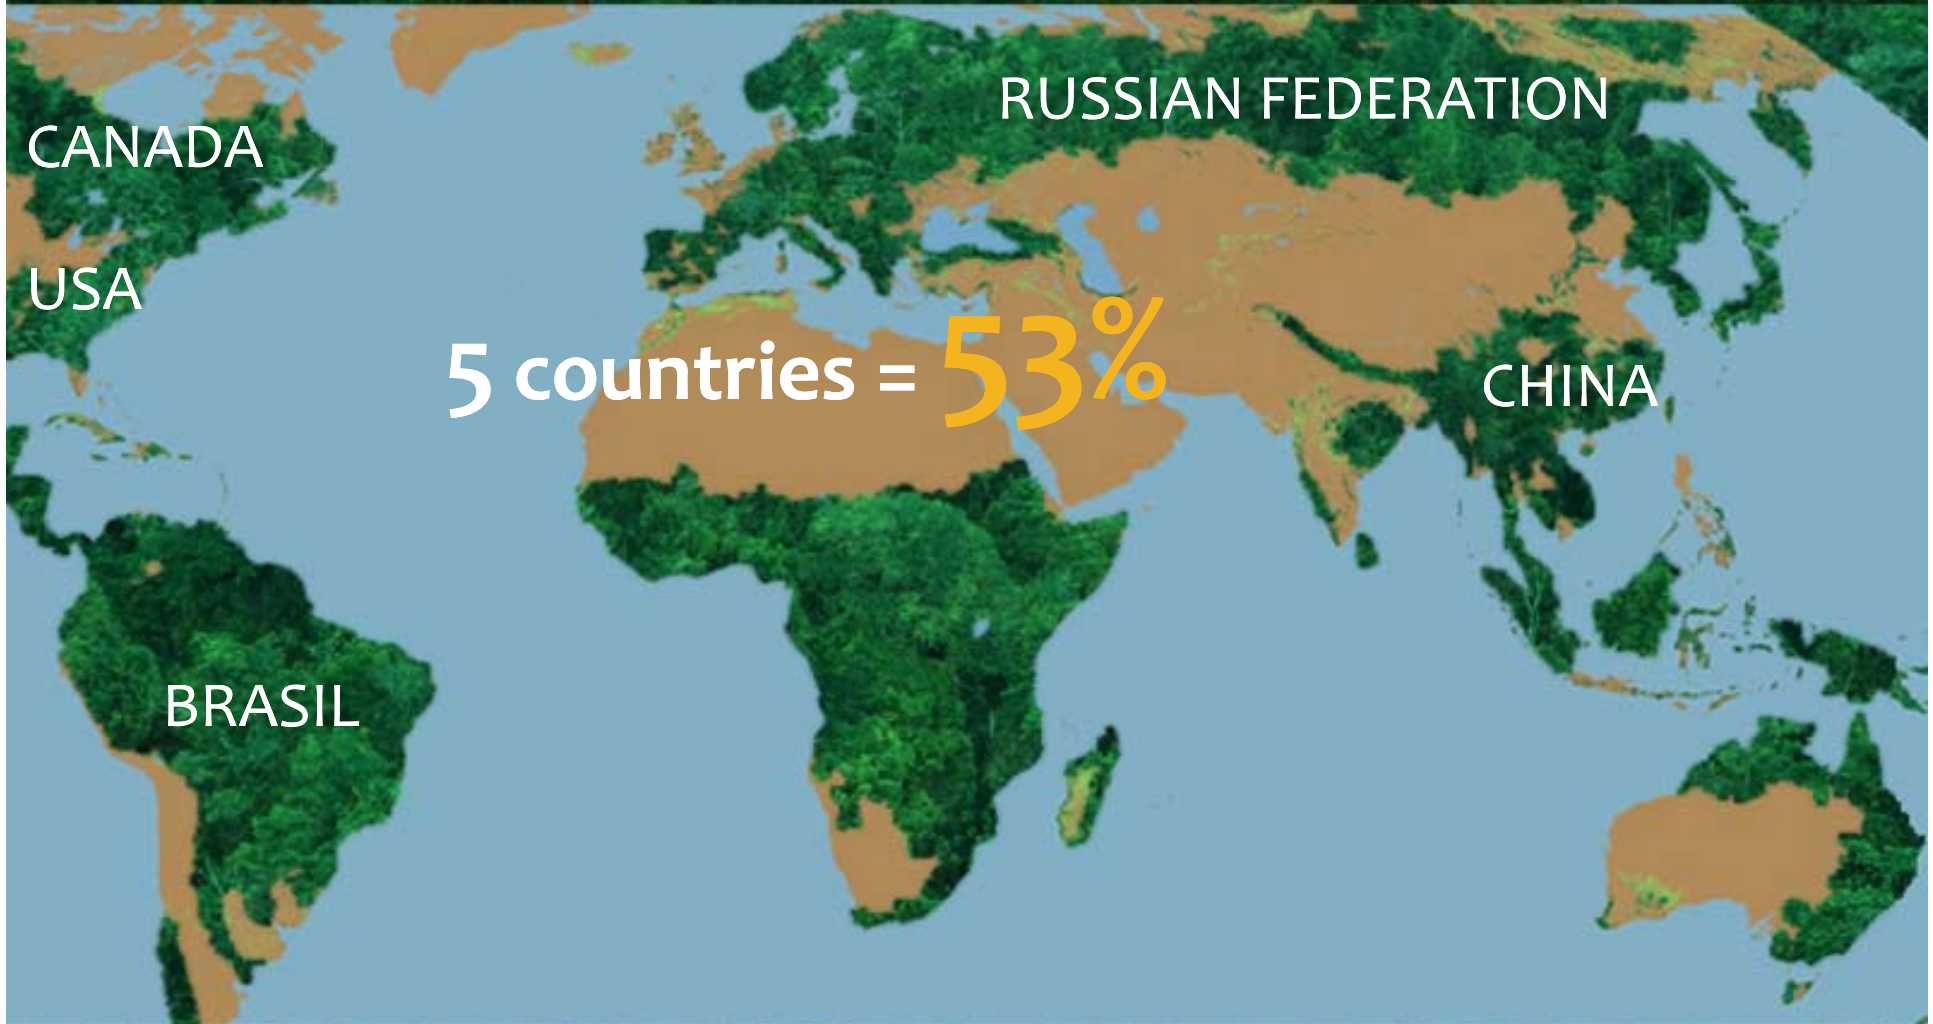 RUSSIAN FEDERATION
CANADA
USA
5 countries = 53%
CHINA
BRASIL